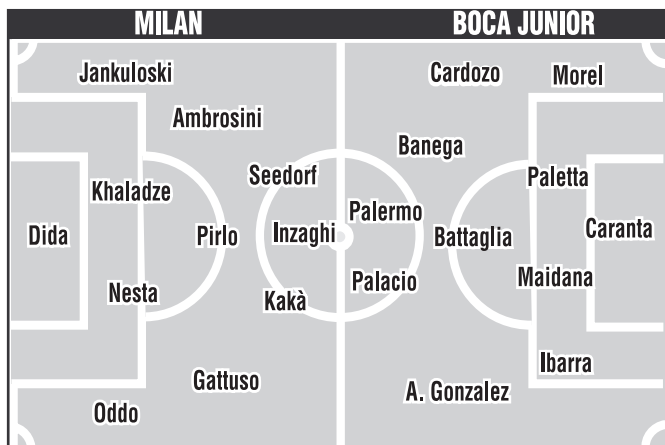 MILAN
BOCA JUNIOR
Jankuloski
Cardozo
Morel
Ambrosini
Banega
Seedorf
Paletta
Khaladze
Palermo
Caranta
Dida
Pirlo
Inzaghi
Battaglia
Nesta
Kakà
Palacio
Maidana
Gattuso
Ibarra
A. Gonzalez
Oddo